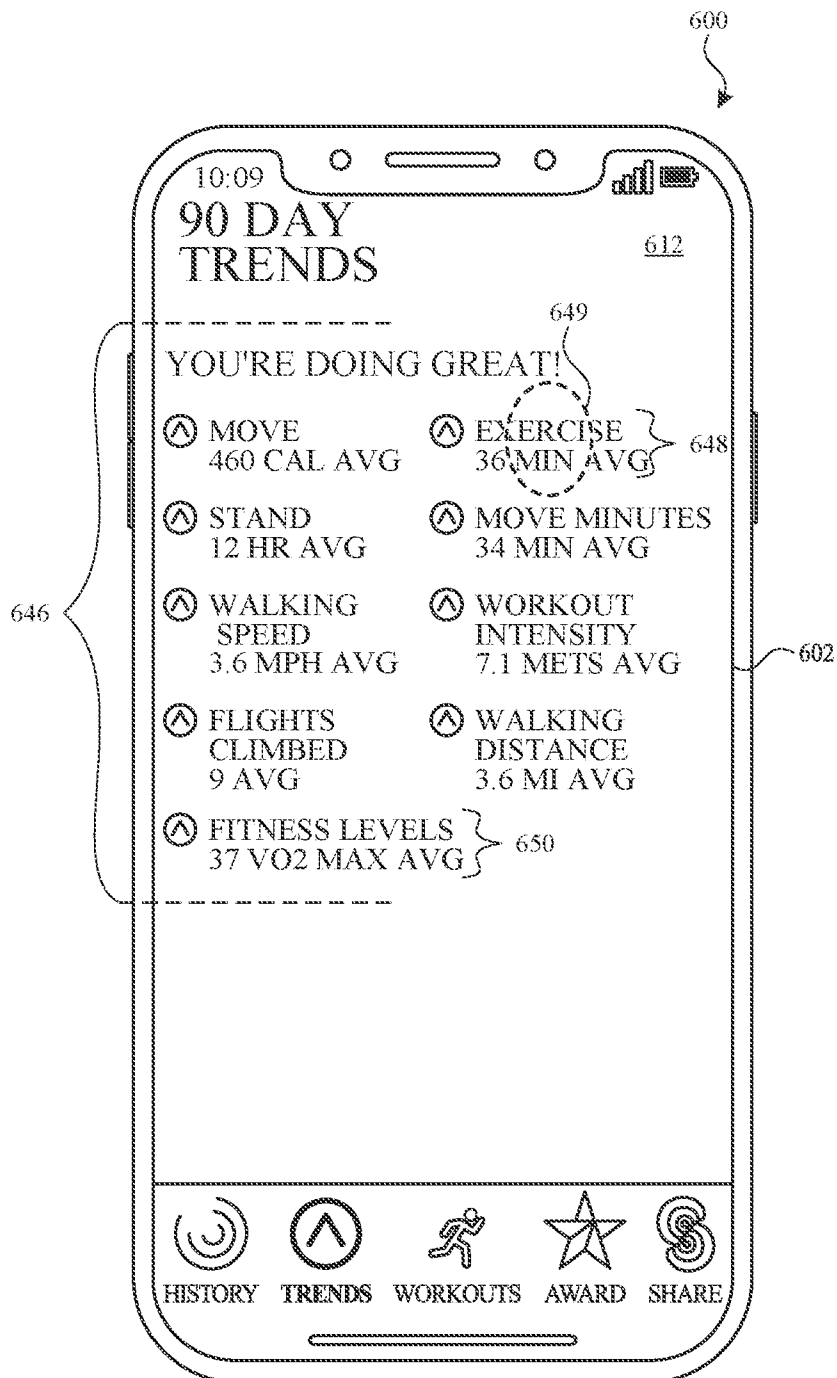 600
10:09
90 DAY
TRENDS
612
649
YOU'RE DOING GREAT!
MOVE
460 CAL AVG
EXERCISE
36 MIN AVG
648
STAND
12 HR AVG
MOVE MINUTES
34 MIN AVG
646
WALKING
SPEED
3.6 MPH AVG
WORKOUT
INTENSITY
7.1 METS AVG
602
FLIGHTS
CLIMBED
9 AVG
WALKING
DISTANCE
3.6 MI AVG
FITNESS LEVELS
37 VO2 MAX AVG
650
HISTORY TRENDS WORKOUTS AWARD SHARE